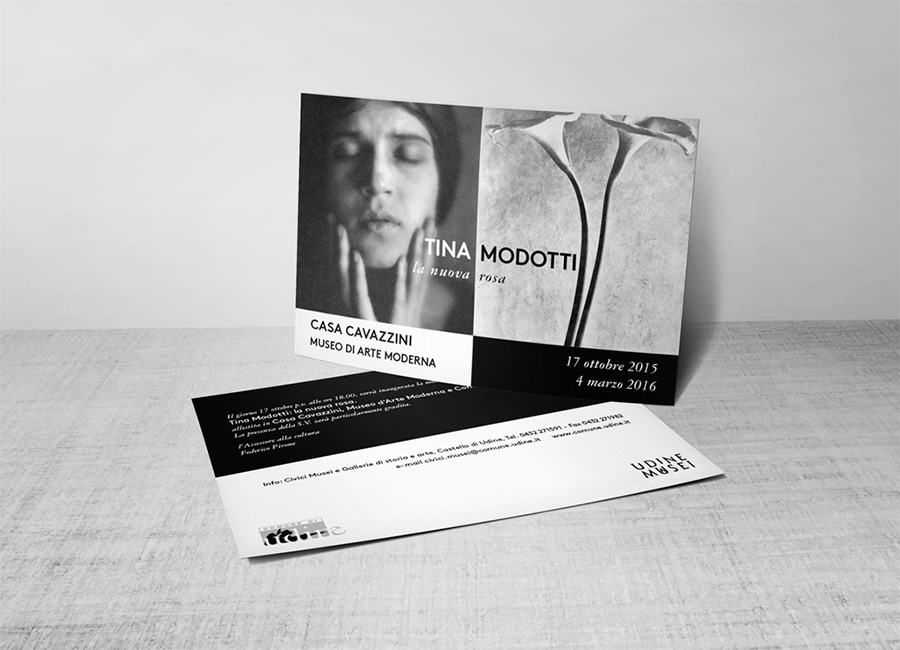 TINA MODOTTI
la nuova rosa
CASA CAVAZZINI
MUSEO DI ARTE MODERNA
17 ottobre 2015
4 marzo 2016
Il giorno 17 ottobre p.v. alle ore 18.00, verrà inaugurata la
Tina Modotti: la nuova rosa.
allestita in Casa Cavazzini, Museo d'Arte Moderna e
La presenza della S.V. sarà particolarmente gradita.
l'Assessore alla cultura
Federico Pirone
Info: Civici Musei e Gallerie di storia e arte, Castello di Udine, Tel. 0432 271591 - Fax 0432 271982
e-mail civici.musei@comune.udine.it www.comune.udine.it
UDINE
MUSEI